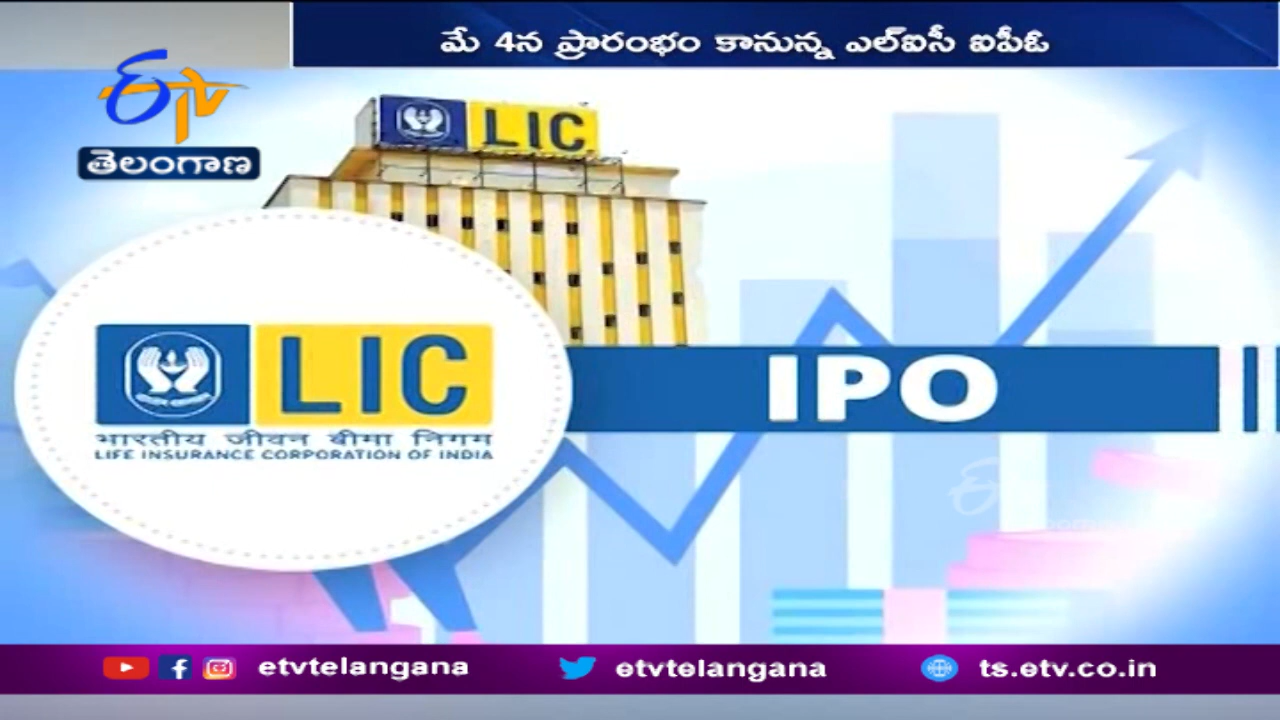 మే 4న ప్రారంభం కానున్న ఎల్ఐసీ ఐపీఓ
ETV
తెలంగాణ
LIC
LIC
भारतीय जीवन बीमा निगम
LIFE INSURANCE CORPORATION OF INDIA
IPO
etvtelangana
etvtelangana
ts.etv.co.in